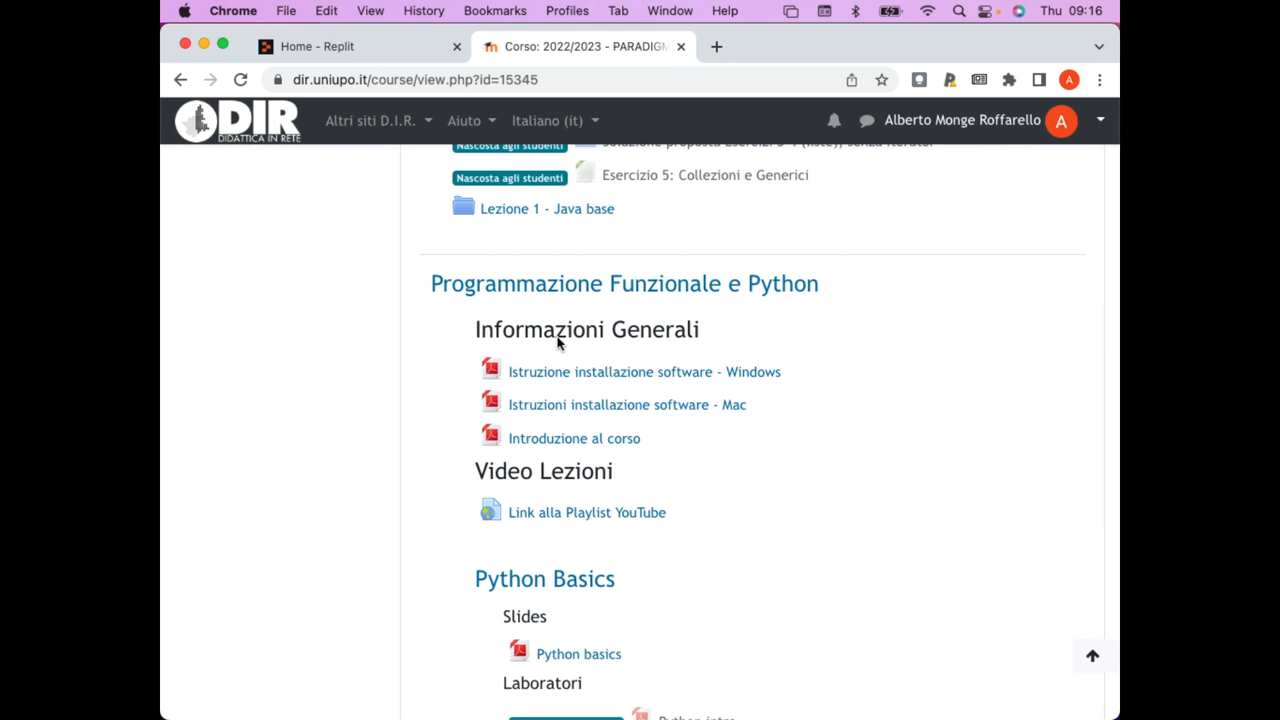 Chrome File Edit View History Bookmarks Profiles Tab Window Help Thu 09:16
Home - Replit Corso: 2022/2023 - PARADIGM
dir.uniupo.it/course/view.php?id=15345 A
DIR DIDATTICA IN RETE Altri siti D.I.R. Aiuto Italiano (it) Alberto Monge Roffarello A
Nascosta agli studenti
Nascosta agli studenti Esercizio 5: Collezioni e Generici
Lezione 1 - Java base
Programmazione Funzionale e Python
Informazioni Generali
Istruzione installazione software - Windows
Istruzioni installazione software - Mac
Introduzione al corso
Video Lezioni
Link alla Playlist YouTube
Python Basics
Slides
Python basics
Laboratori